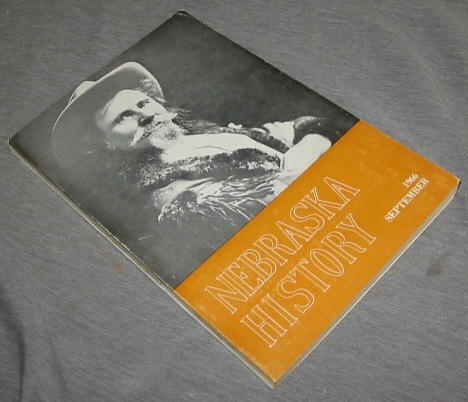 NEBRASKA
HISTORY
1966
SEPTEMBER